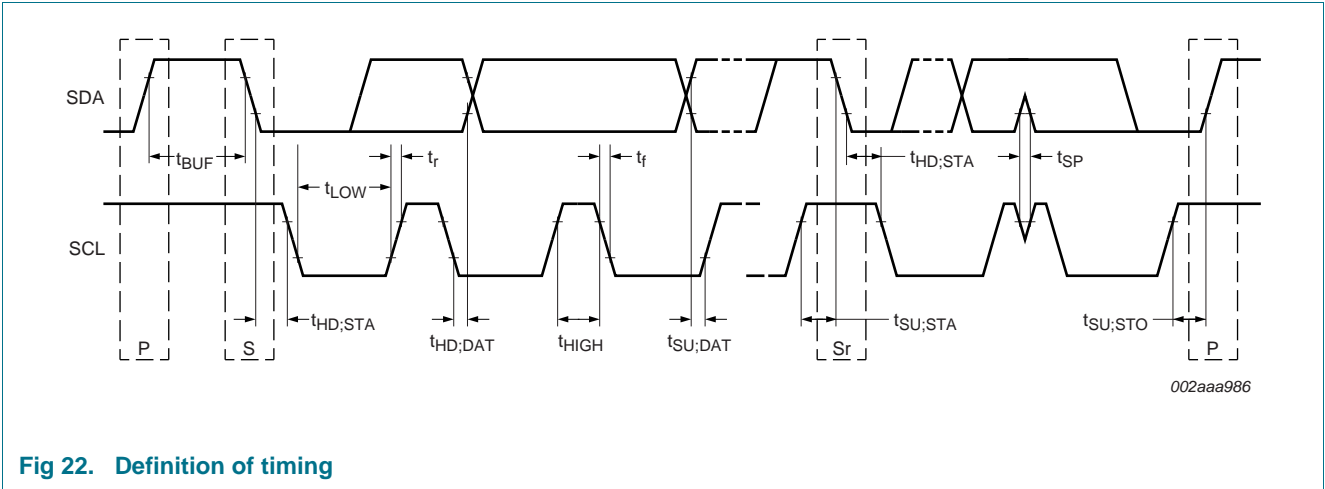 SDA
tBUF
tr
tf
tHD;STA
tSP
tLOW
SCL
tHD;STA
tHD;DAT
tHIGH
tSU;DAT
tSU;STA
tSU;STO
P
S
Sr
P
002aaa986
Fig 22. Definition of timing